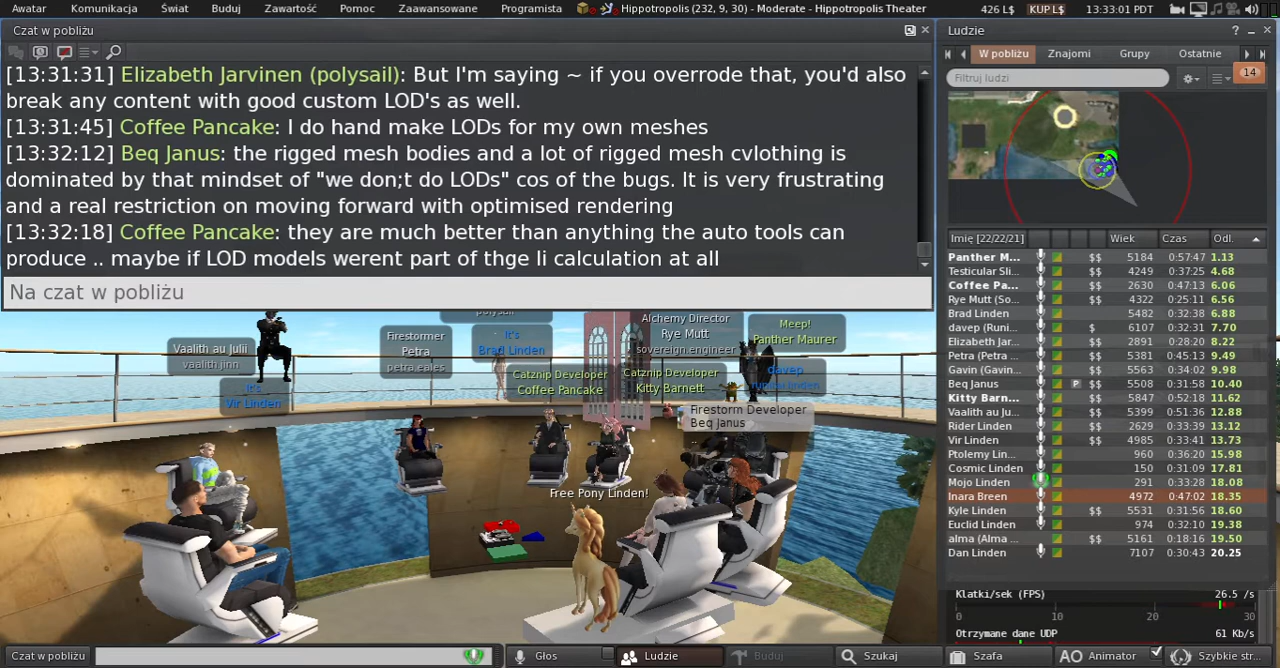 Awatar Komunikacja Świat Buduj Zawartość Pomoc Zaawansowane Programista Hippotropolis (232, 9, 30) - Moderate - Hippotropolis Theater 426 L$ KUP L$ 13:33:01 PDT
Czat w pobliżu
[13:31:31] Elizabeth Jarvinen (polysail): But I'm saying ~ if you overrode that, you'd also
break any content with good custom LOD's as well.
[13:31:45] Coffee Pancake: I do hand make LODs for my own meshes
[13:32:12] Beq Janus: the rigged mesh bodies and a lot of rigged mesh cvlothing is
dominated by that mindset of "we don;t do LODs" cos of the bugs. It is very frustrating
and a real restriction on moving forward with optimised rendering
[13:32:18] Coffee Pancake: they are much better than anything the auto tools can
produce .. maybe if LOD models werent part of thge li calculation at all
Na czat w pobliżu
polysail
Vaalith au Julii
vaalith.jinn
It's
Vir Linden
Firestormer
Petra
petra.eales
It's
Brad Linden
Catznip Developer
Coffee Pancake
Alchemy Director
Rye Mutt
sovereign.engineer
Catznip Developer
Kitty Barnett
Meep!
Panther Maurer
davep
Firestorm Developer
Beq Janus
Free Pony Linden!
Ludzie
? _ ×
W pobliżu Znajomi Grupy Ostatnie
14
Filtruj ludzi
Imię [22/22/21] Wiek Czas Odl.
Panther M... $$ 5184 0:57:47 1.13
Testicular Sli... $$ 4249 0:37:25 4.68
Coffee Pa... $$ 2630 0:47:13 6.06
Rye Mutt (So... $$ 4322 0:25:11 6.56
Brad Linden 5482 0:32:38 6.88
davep (Runi... $ 6107 0:32:31 7.70
Elizabeth Jar... 2891 0:28:20 8.22
Petra (Petra ... $ 5381 0:45:13 9.49
Gavin (Gavin... $$ 5563 0:34:02 9.98
Beq Janus P $$ 5508 0:31:58 10.40
Kitty Barn... $$ 5847 0:52:18 11.62
Vaalith au Ju... $$ 5399 0:51:36 12.88
Rider Linden $$ 2629 0:33:39 13.12
Vir Linden $$ 4985 0:33:41 13.73
Ptolemy Lin... 960 0:36:20 15.98
Cosmic Linden 150 0:31:09 17.81
Mojo Linden 291 0:33:28 18.08
Inara Breen 4972 0:47:02 18.35
Kyle Linden $$ 5531 0:31:56 18.60
Euclid Linden 974 0:32:10 19.38
alma (Alma ... $$ 5161 0:18:16 19.50
Dan Linden 7107 0:30:43 20.25
Klatki/sek (FPS) 26.5 /s
0 10 20 30
Otrzymane dane UDP 61 Kb/s
Czat w pobliżu Głos Ludzie Buduj Szukaj Szafa AO Animator Szybkie str...